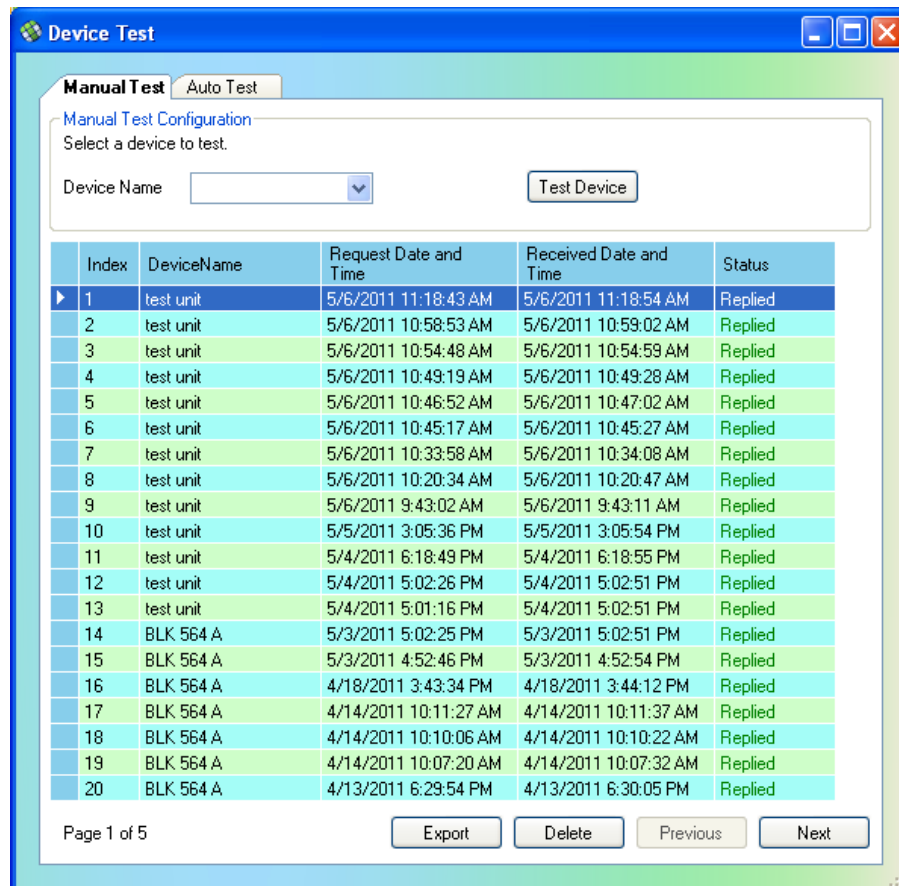 Device Test
Manual Test Auto Test
Manual Test Configuration
Select a device to test.
Device Name Test Device
Index DeviceName Request Date and Time Received Date and Time Status
1 test unit 5/6/2011 11:18:43 AM 5/6/2011 11:18:54 AM Replied
2 test unit 5/6/2011 10:58:53 AM 5/6/2011 10:59:02 AM Replied
3 test unit 5/6/2011 10:54:48 AM 5/6/2011 10:54:59 AM Replied
4 test unit 5/6/2011 10:49:19 AM 5/6/2011 10:49:28 AM Replied
5 test unit 5/6/2011 10:46:52 AM 5/6/2011 10:47:02 AM Replied
6 test unit 5/6/2011 10:45:17 AM 5/6/2011 10:45:27 AM Replied
7 test unit 5/6/2011 10:33:58 AM 5/6/2011 10:34:08 AM Replied
8 test unit 5/6/2011 10:20:34 AM 5/6/2011 10:20:47 AM Replied
9 test unit 5/6/2011 9:43:02 AM 5/6/2011 9:43:11 AM Replied
10 test unit 5/5/2011 3:05:36 PM 5/5/2011 3:05:54 PM Replied
11 test unit 5/4/2011 6:18:49 PM 5/4/2011 6:18:55 PM Replied
12 test unit 5/4/2011 5:02:26 PM 5/4/2011 5:02:51 PM Replied
13 test unit 5/4/2011 5:01:16 PM 5/4/2011 5:02:51 PM Replied
14 BLK 564 A 5/3/2011 5:02:25 PM 5/3/2011 5:02:51 PM Replied
15 BLK 564 A 5/3/2011 4:52:46 PM 5/3/2011 4:52:54 PM Replied
16 BLK 564 A 4/18/2011 3:43:34 PM 4/18/2011 3:44:12 PM Replied
17 BLK 564 A 4/14/2011 10:11:27 AM 4/14/2011 10:11:37 AM Replied
18 BLK 564 A 4/14/2011 10:10:06 AM 4/14/2011 10:10:22 AM Replied
19 BLK 564 A 4/14/2011 10:07:20 AM 4/14/2011 10:07:32 AM Replied
20 BLK 564 A 4/13/2011 6:29:54 PM 4/13/2011 6:30:05 PM Replied
Page 1 of 5 Export Delete Previous Next